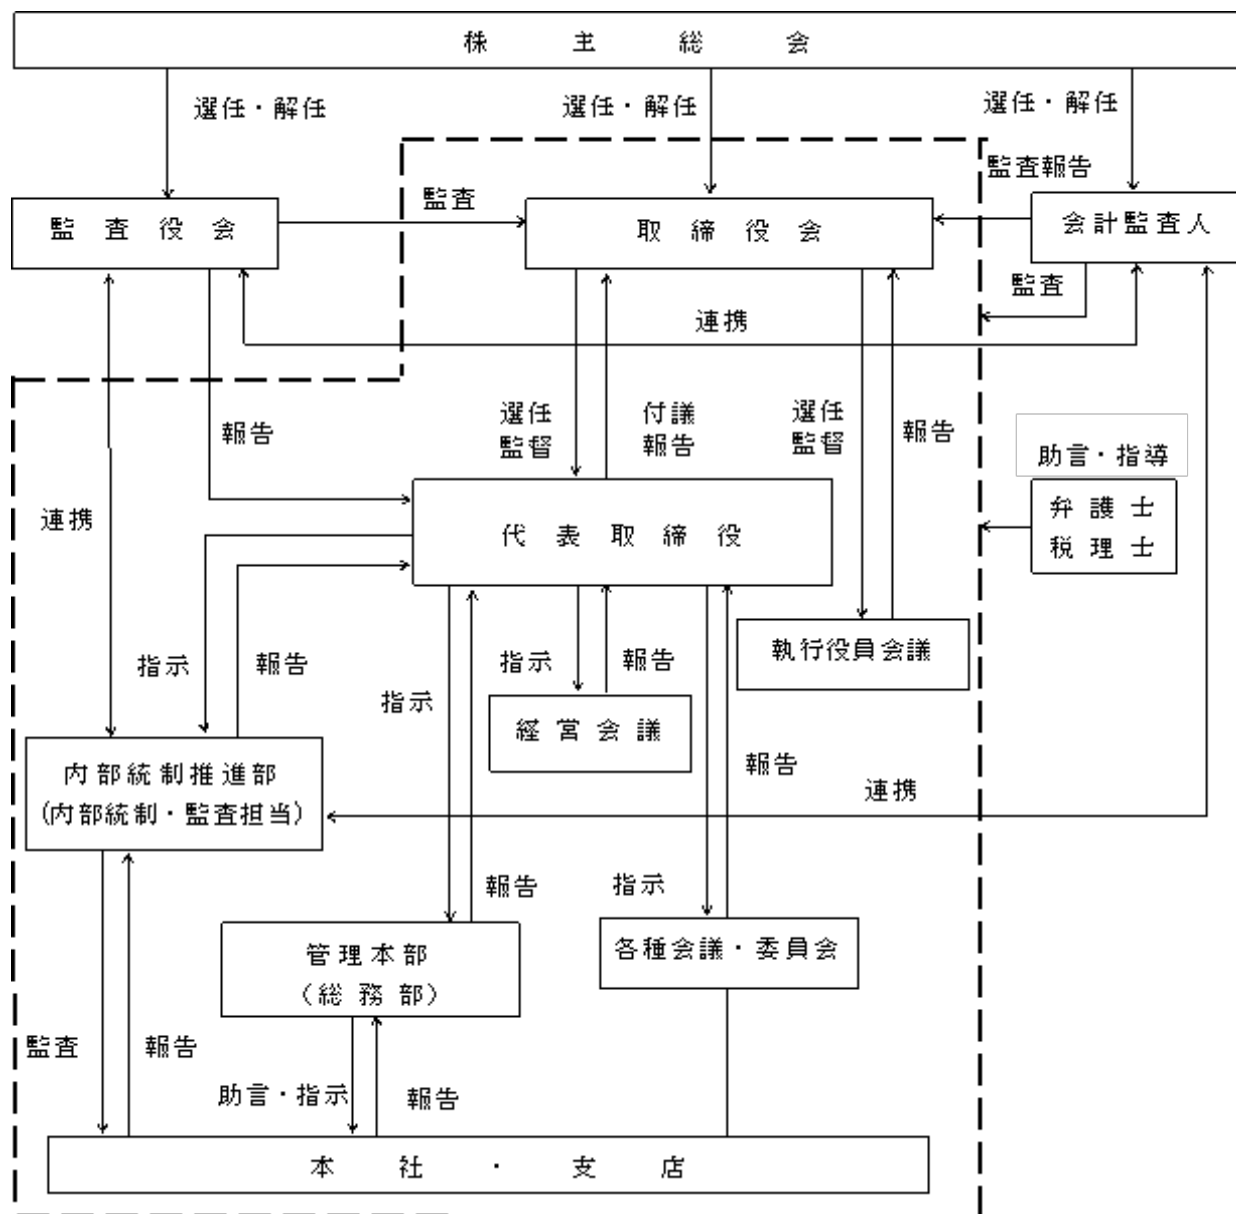 株主総会
選任・解任
選任・解任
選任・解任
監査報告
監査
監査役会
取締役会
会計監査人
監査
連携
選任
監督
付議
報告
選任
監督
報告
報告
助言・指導
連携
代表取締役
弁護士
税理士
執行役員会議
指示
報告
指示
報告
指示
経営会議
報告
内部統制推進部
(内部統制・監査担当)
連携
報告
指示
管理本部
(総務部)
各種会議・委員会
監査
報告
助言・指示
報告
本社・支店